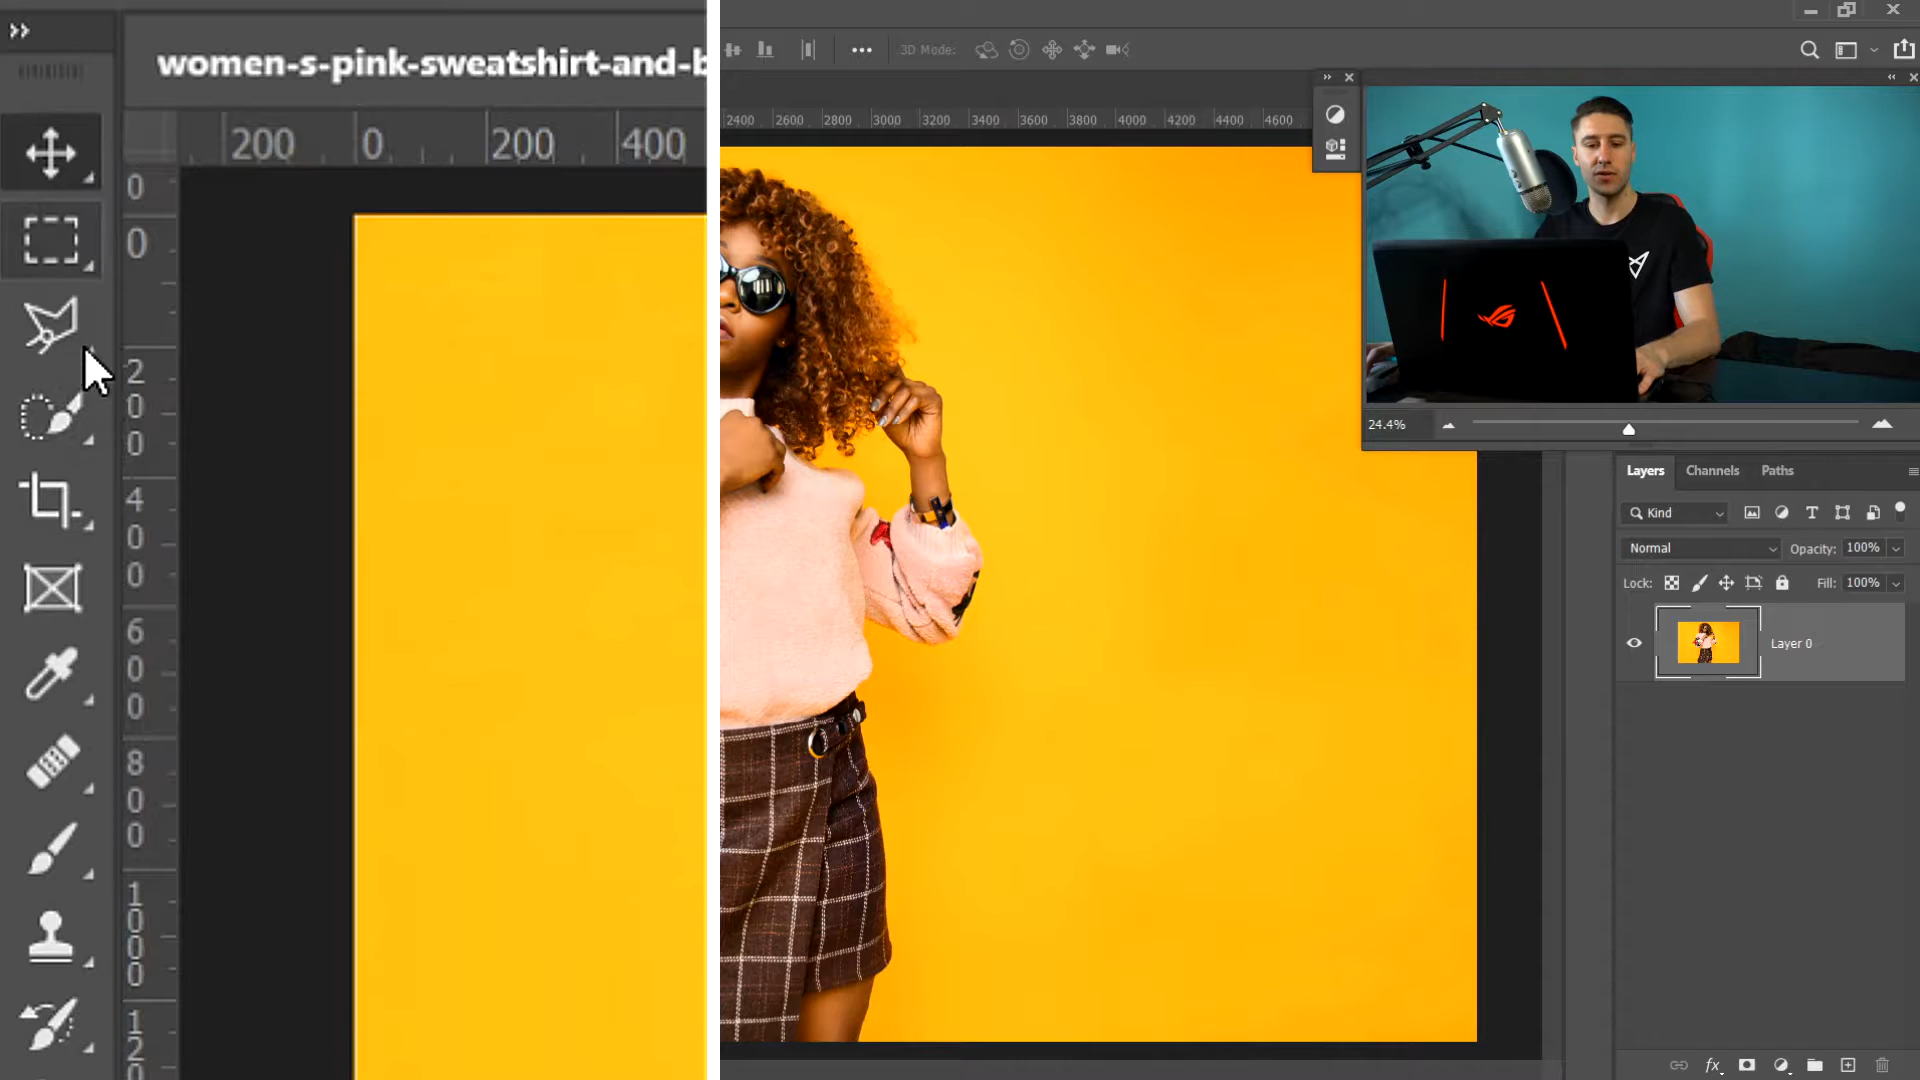 women-s-pink-sweatshirt-and-b
200 0 200 400
0
0
200
400
600
800
1000
120
3D Mode:
2400 2600 2800 3000 3200 3400 3600 3800 4000 4200 4400 4600
24.4%
Layers Channels Paths
Kind
Normal Opacity: 100%
Lock: Fill: 100%
Layer 0
fx